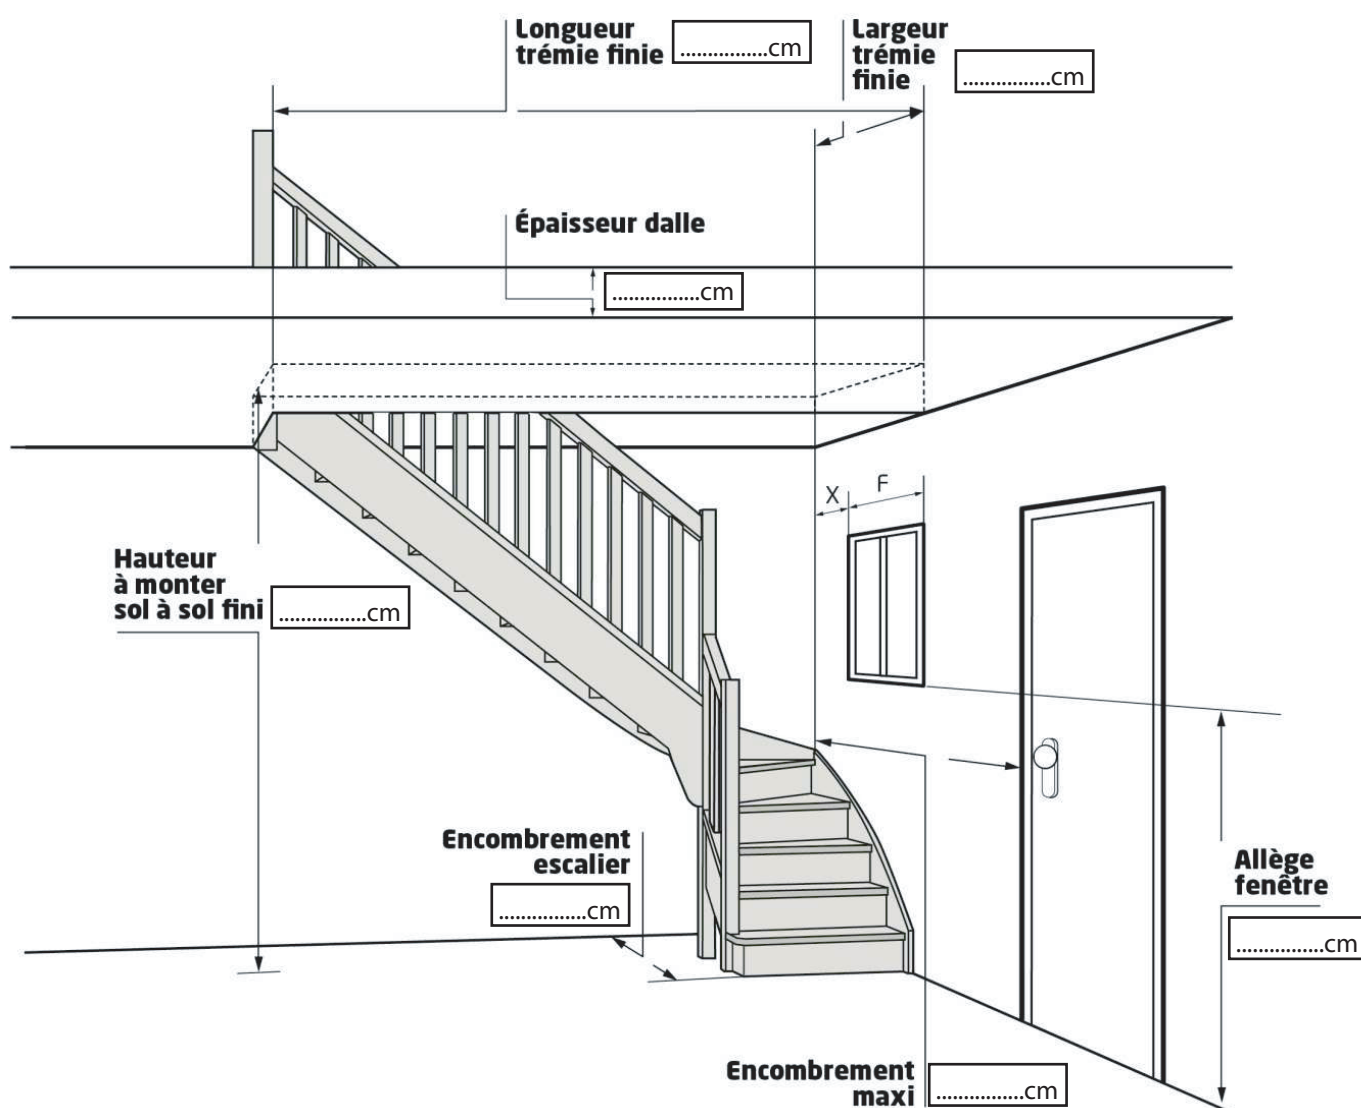 Longueur
trémie finie ................cm
Largeur
trémie
finie ................cm
Épaisseur dalle
................cm
X F
Hauteur
à monter
sol à sol fini ................cm
Encombrement
escalier
................cm
Allège
fenêtre
................cm
Encombrement
maxi ................cm